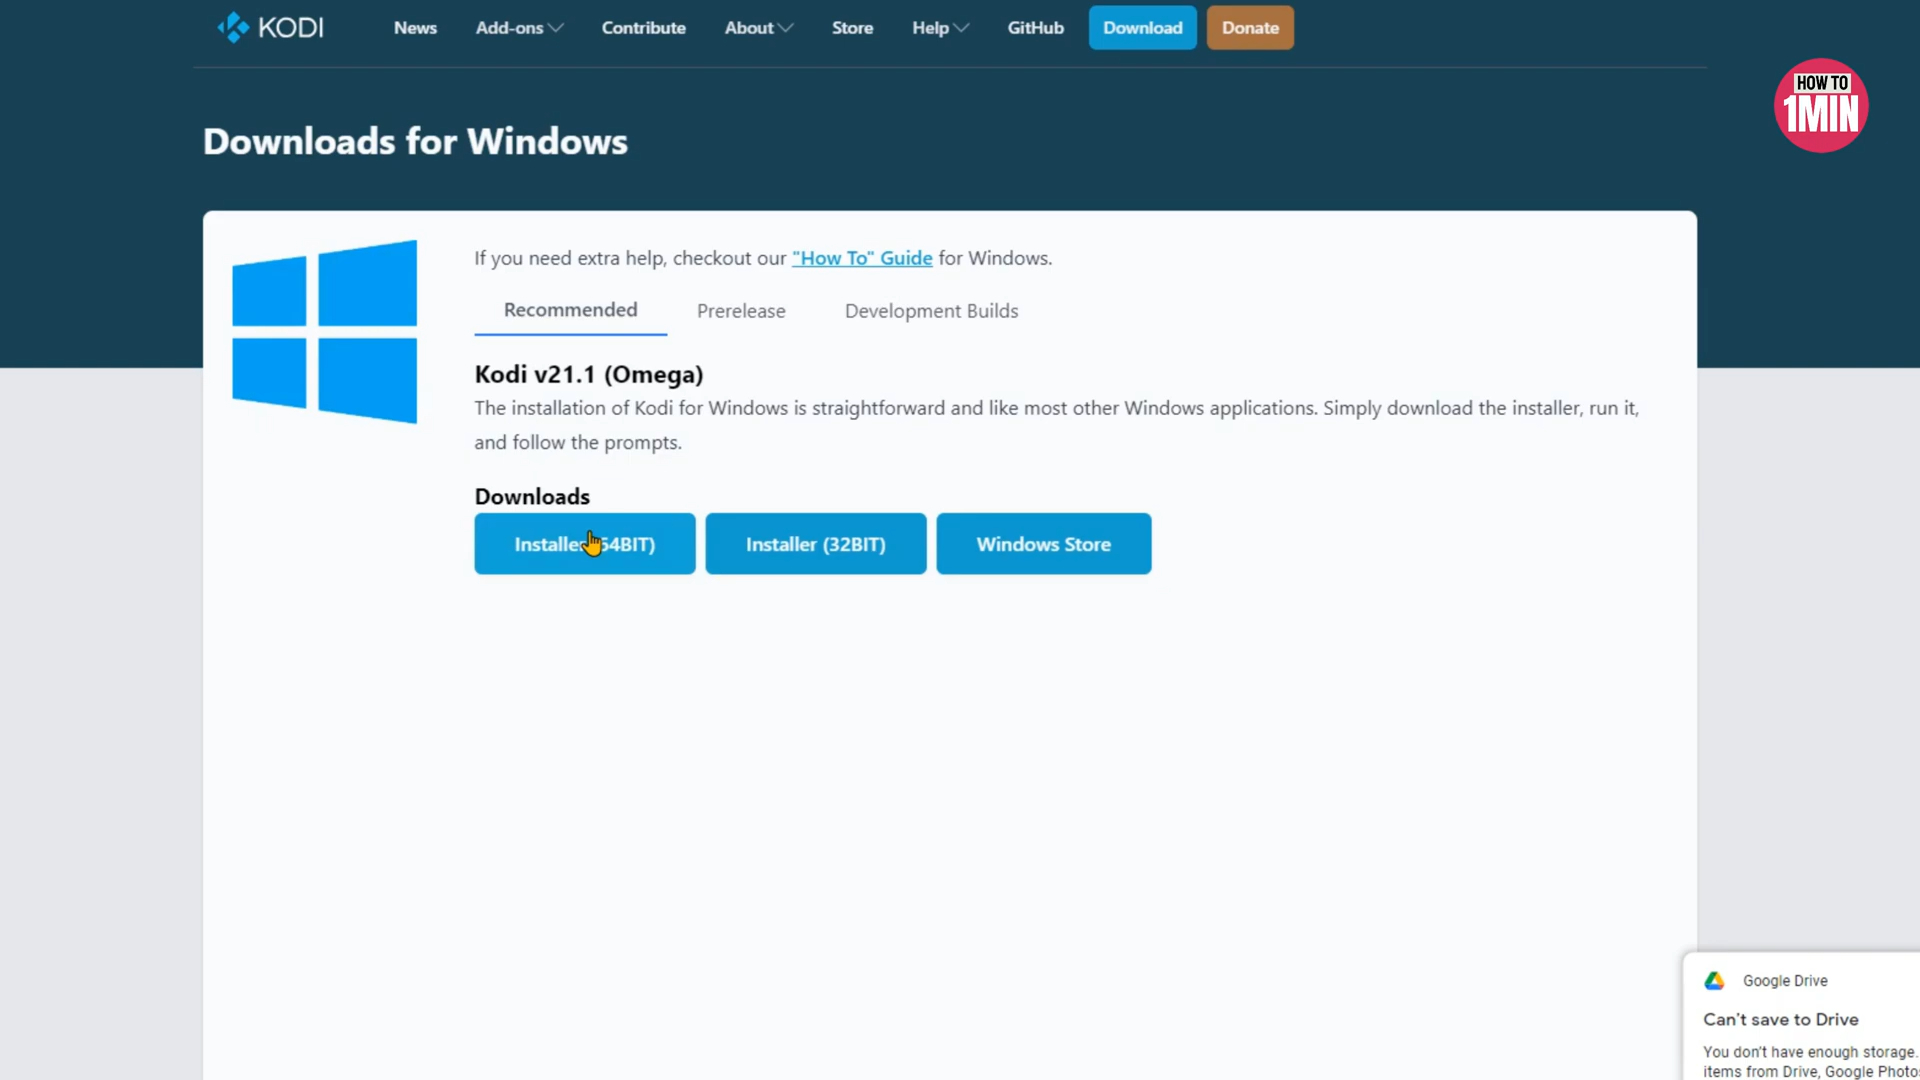 KODI
News
Add-ons
Contribute
About
Store
Help
GitHub
Download
Donate
HOW TO
1MIN
Downloads for Windows
If you need extra help, checkout our "How To" Guide for Windows.
Recommended
Prerelease
Development Builds
Kodi v21.1 (Omega)
The installation of Kodi for Windows is straightforward and like most other Windows applications. Simply download the installer, run it,
and follow the prompts.
Downloads
Installer (64BIT)
Installer (32BIT)
Windows Store
Google Drive
Can't save to Drive
You don't have enough storage.
items from Drive, Google Photo